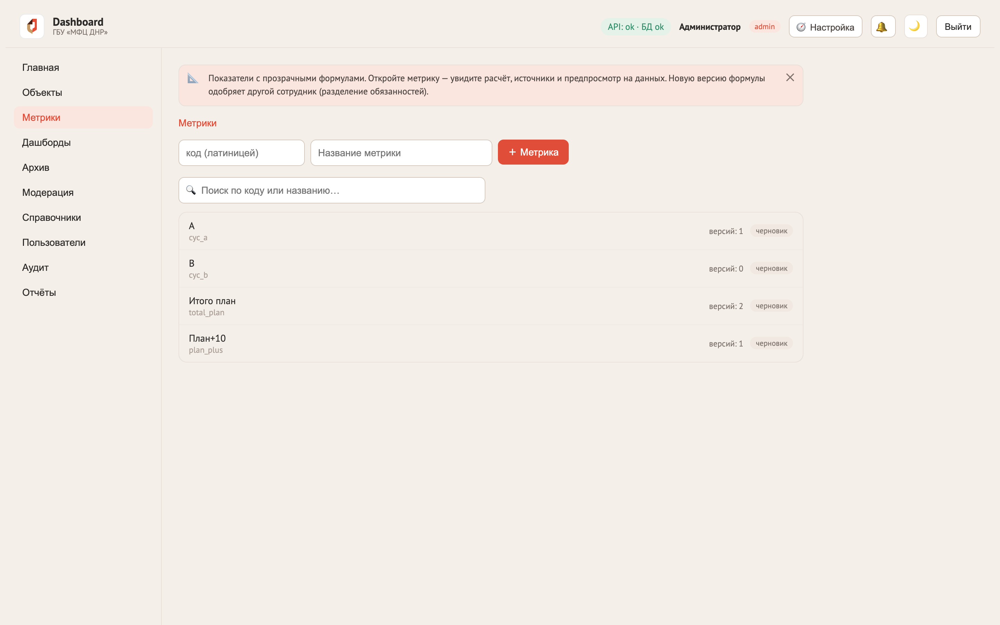 Dashboard
ГБУ «МФЦ ДНР»
API: ok · БД ok
Администратор
admin
Настройка
Выйти
Главная
Объекты
Метрики
Дашборды
Архив
Модерация
Справочники
Пользователи
Аудит
Отчёты
Показатели с прозрачными формулами. Откройте метрику — увидите расчёт, источники и предпросмотр на данных. Новую версию формулы
одобряет другой сотрудник (разделение обязанностей).
Метрики
код (латиницей)
Название метрики
+ Метрика
Поиск по коду или названию…
A
cyc_a
версий: 1
черновик
B
cyc_b
версий: 0
черновик
Итого план
total_plan
версий: 2
черновик
План+10
plan_plus
версий: 1
черновик